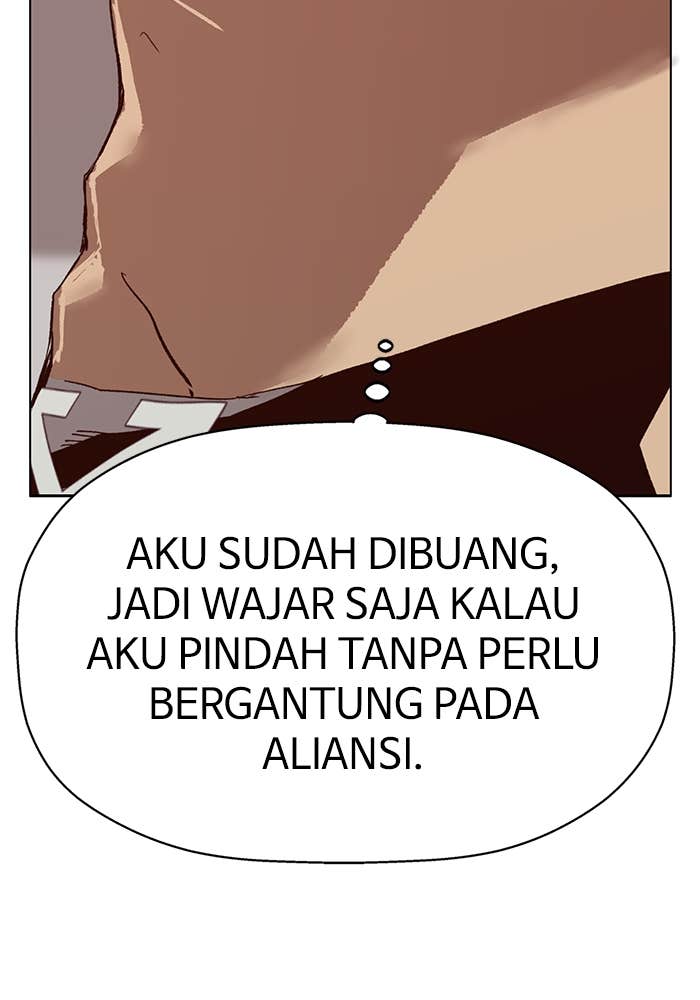 AKU SUDAH DIBUANG,
JADI WAJAR SAJA KALAU
AKU PINDAH TANPA PERLU
BERGANTUNG PADA
ALIANSI.